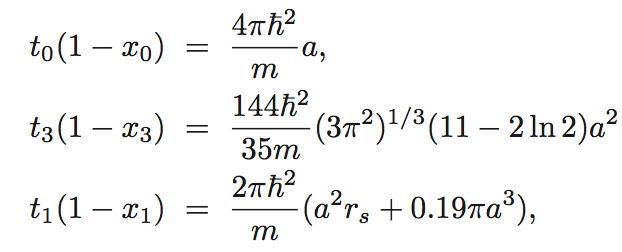 t₀(1 − x₀) = 4πħ²/m a,
t₃(1 − x₃) = 144ħ²/35m (3π²)^{1/3}(11 − 2 ln 2)a²
t₁(1 − x₁) = 2πħ²/m (a²rₛ + 0.19πa³),